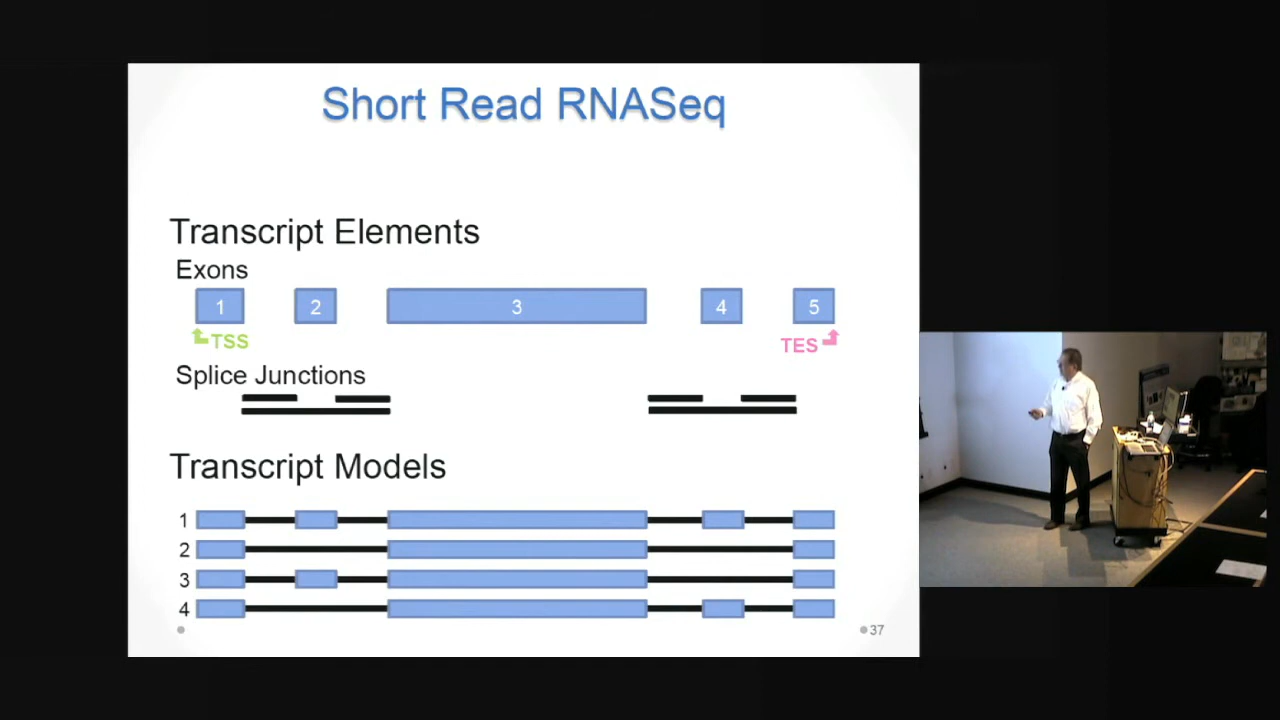 Short Read RNASeq
Transcript Elements
Exons
1 2 3 4 5
TSS TES
Splice Junctions
Transcript Models
1
2
3
4
37